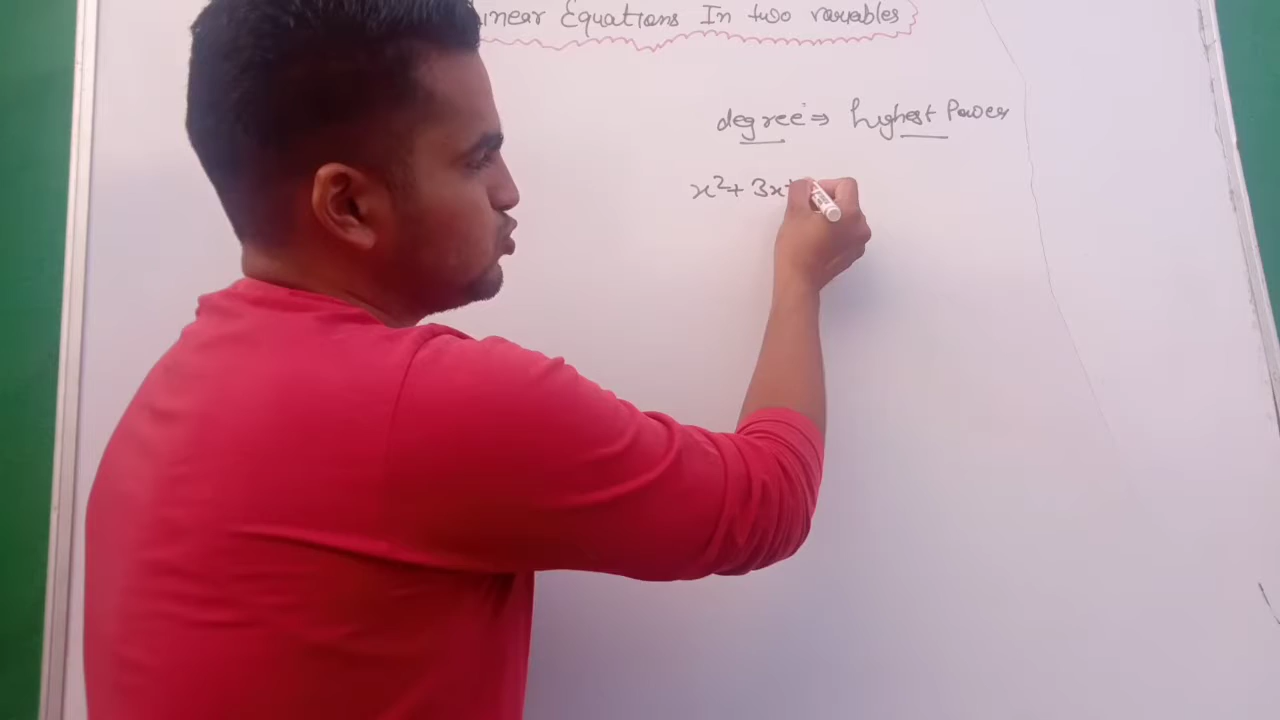 inear Equations In two variables
degree ⇒ highest Power
x² + 3x +